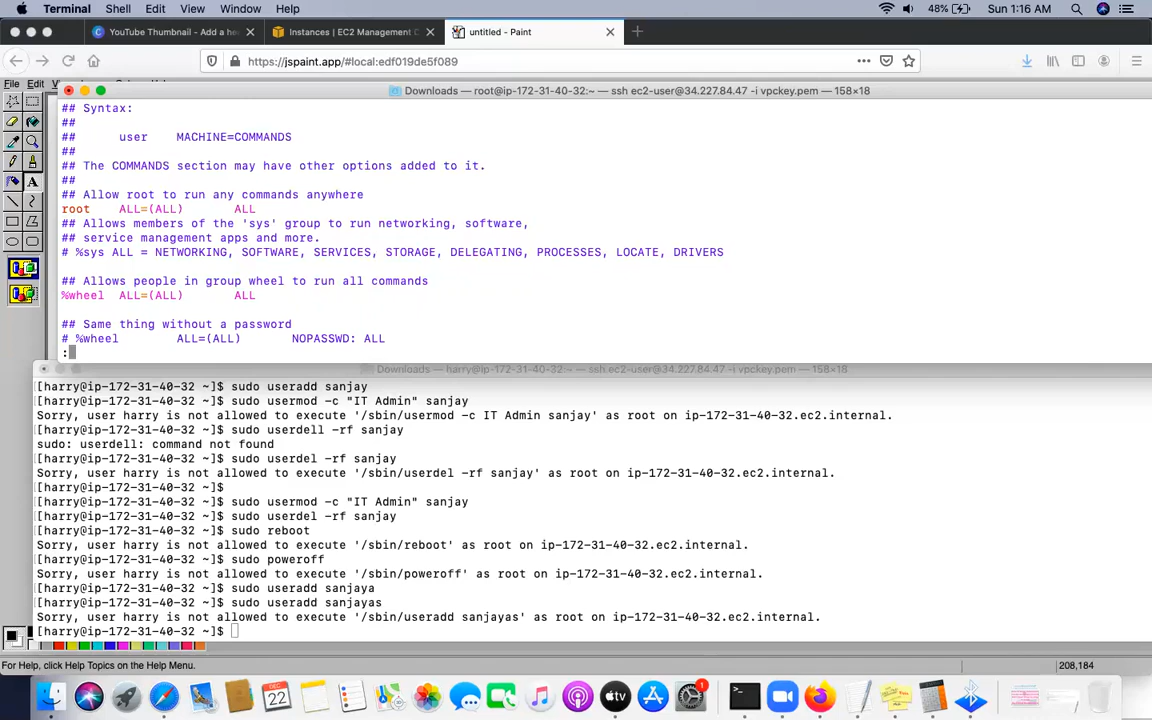 Terminal Shell Edit View Window Help 48% Sun 1:16 AM
YouTube Thumbnail - Add a he Instances | EC2 Management C untitled - Paint
https://jspaint.app/#local:edf019de5f089
File Edit
Downloads — root@ip-172-31-40-32:~ — ssh ec2-user@34.227.84.47 -i vpckey.pem — 158×18
## Syntax:
##
## user MACHINE=COMMANDS
##
## The COMMANDS section may have other options added to it.
##
## Allow root to run any commands anywhere
root ALL=(ALL) ALL
## Allows members of the 'sys' group to run networking, software,
## service management apps and more.
# %sys ALL = NETWORKING, SOFTWARE, SERVICES, STORAGE, DELEGATING, PROCESSES, LOCATE, DRIVERS
## Allows people in group wheel to run all commands
%wheel ALL=(ALL) ALL
## Same thing without a password
# %wheel ALL=(ALL) NOPASSWD: ALL
:
Downloads — harry@ip-172-31-40-32:~ — ssh ec2-user@34.227.84.47 -i vpckey.pem — 158×18
[harry@ip-172-31-40-32 ~]$ sudo useradd sanjay
[harry@ip-172-31-40-32 ~]$ sudo usermod -c "IT Admin" sanjay
Sorry, user harry is not allowed to execute '/sbin/usermod -c IT Admin sanjay' as root on ip-172-31-40-32.ec2.internal.
[harry@ip-172-31-40-32 ~]$ sudo userdell -rf sanjay
sudo: userdell: command not found
[harry@ip-172-31-40-32 ~]$ sudo userdel -rf sanjay
Sorry, user harry is not allowed to execute '/sbin/userdel -rf sanjay' as root on ip-172-31-40-32.ec2.internal.
[harry@ip-172-31-40-32 ~]$
[harry@ip-172-31-40-32 ~]$ sudo usermod -c "IT Admin" sanjay
[harry@ip-172-31-40-32 ~]$ sudo userdel -rf sanjay
[harry@ip-172-31-40-32 ~]$ sudo reboot
Sorry, user harry is not allowed to execute '/sbin/reboot' as root on ip-172-31-40-32.ec2.internal.
[harry@ip-172-31-40-32 ~]$ sudo poweroff
Sorry, user harry is not allowed to execute '/sbin/poweroff' as root on ip-172-31-40-32.ec2.internal.
[harry@ip-172-31-40-32 ~]$ sudo useradd sanjaya
[harry@ip-172-31-40-32 ~]$ sudo useradd sanjayas
Sorry, user harry is not allowed to execute '/sbin/useradd sanjayas' as root on ip-172-31-40-32.ec2.internal.
[harry@ip-172-31-40-32 ~]$
For Help, click Help Topics on the Help Menu. 208,184
DEC
22
tv
1